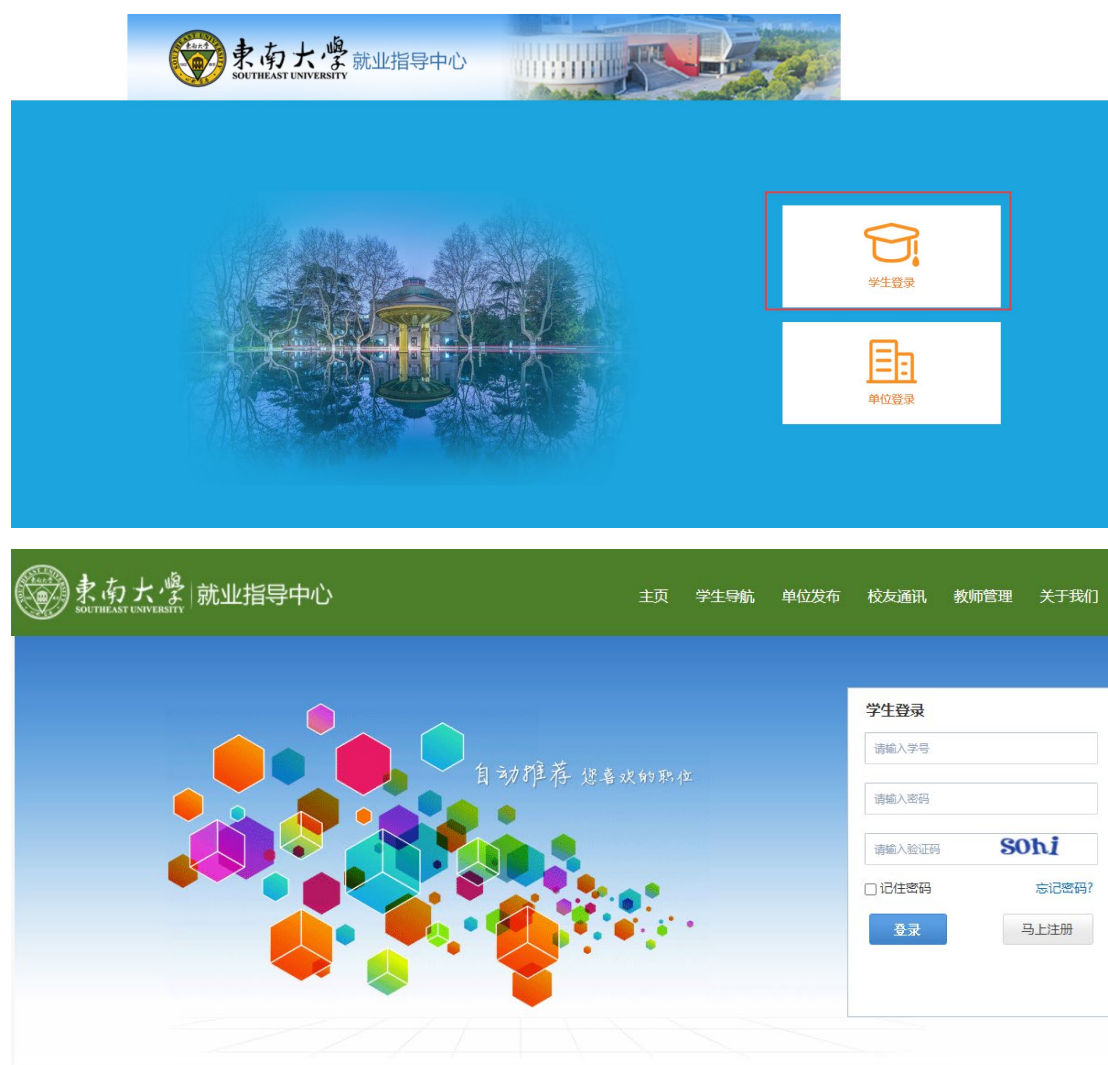 東南大學 就业指导中心
SOUTHEAST UNIVERSITY
学生登录
单位登录
東南大學 就业指导中心
SOUTHEAST UNIVERSITY
主页 学生导航 单位发布 校友通讯 教师管理 关于我们
自动推荐 您喜欢的职位
学生登录
请输入学号
请输入密码
请输入验证码 sohi
记住密码 忘记密码?
登录 马上注册